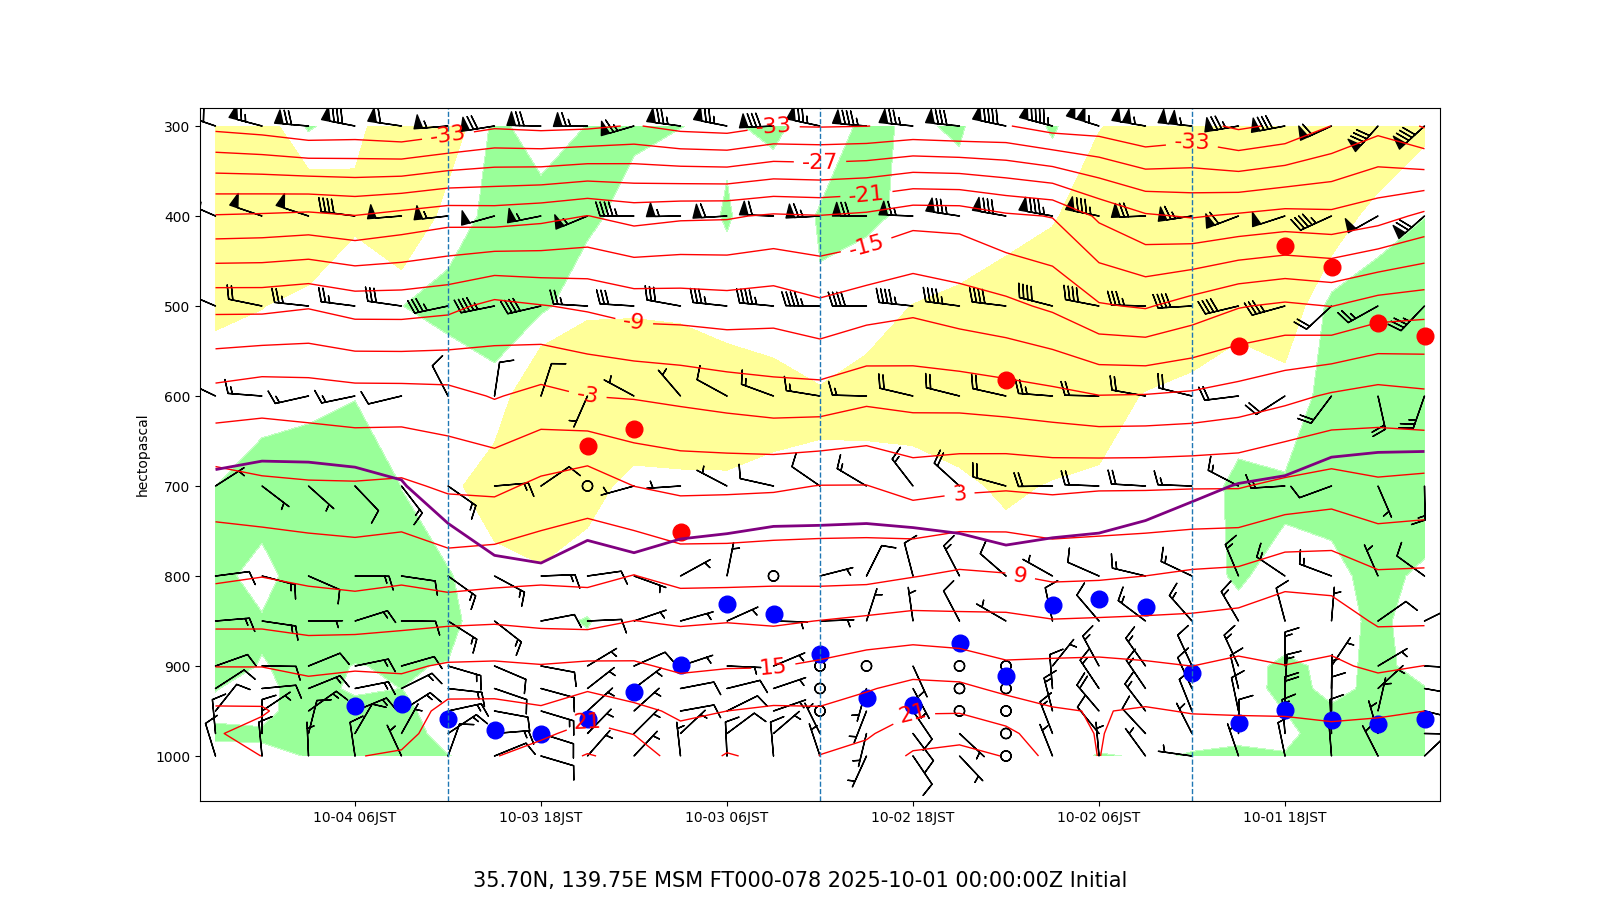 300
-33
-33
-33
-27
-21
400
-15
500
-9
600
-3
hectopascal
700
3
800
9
900
15
21
21
1000
10-04 06JST
10-03 18JST
10-03 06JST
10-02 18JST
10-02 06JST
10-01 18JST
35.70N, 139.75E MSM FT000-078 2025-10-01 00:00:00Z Initial